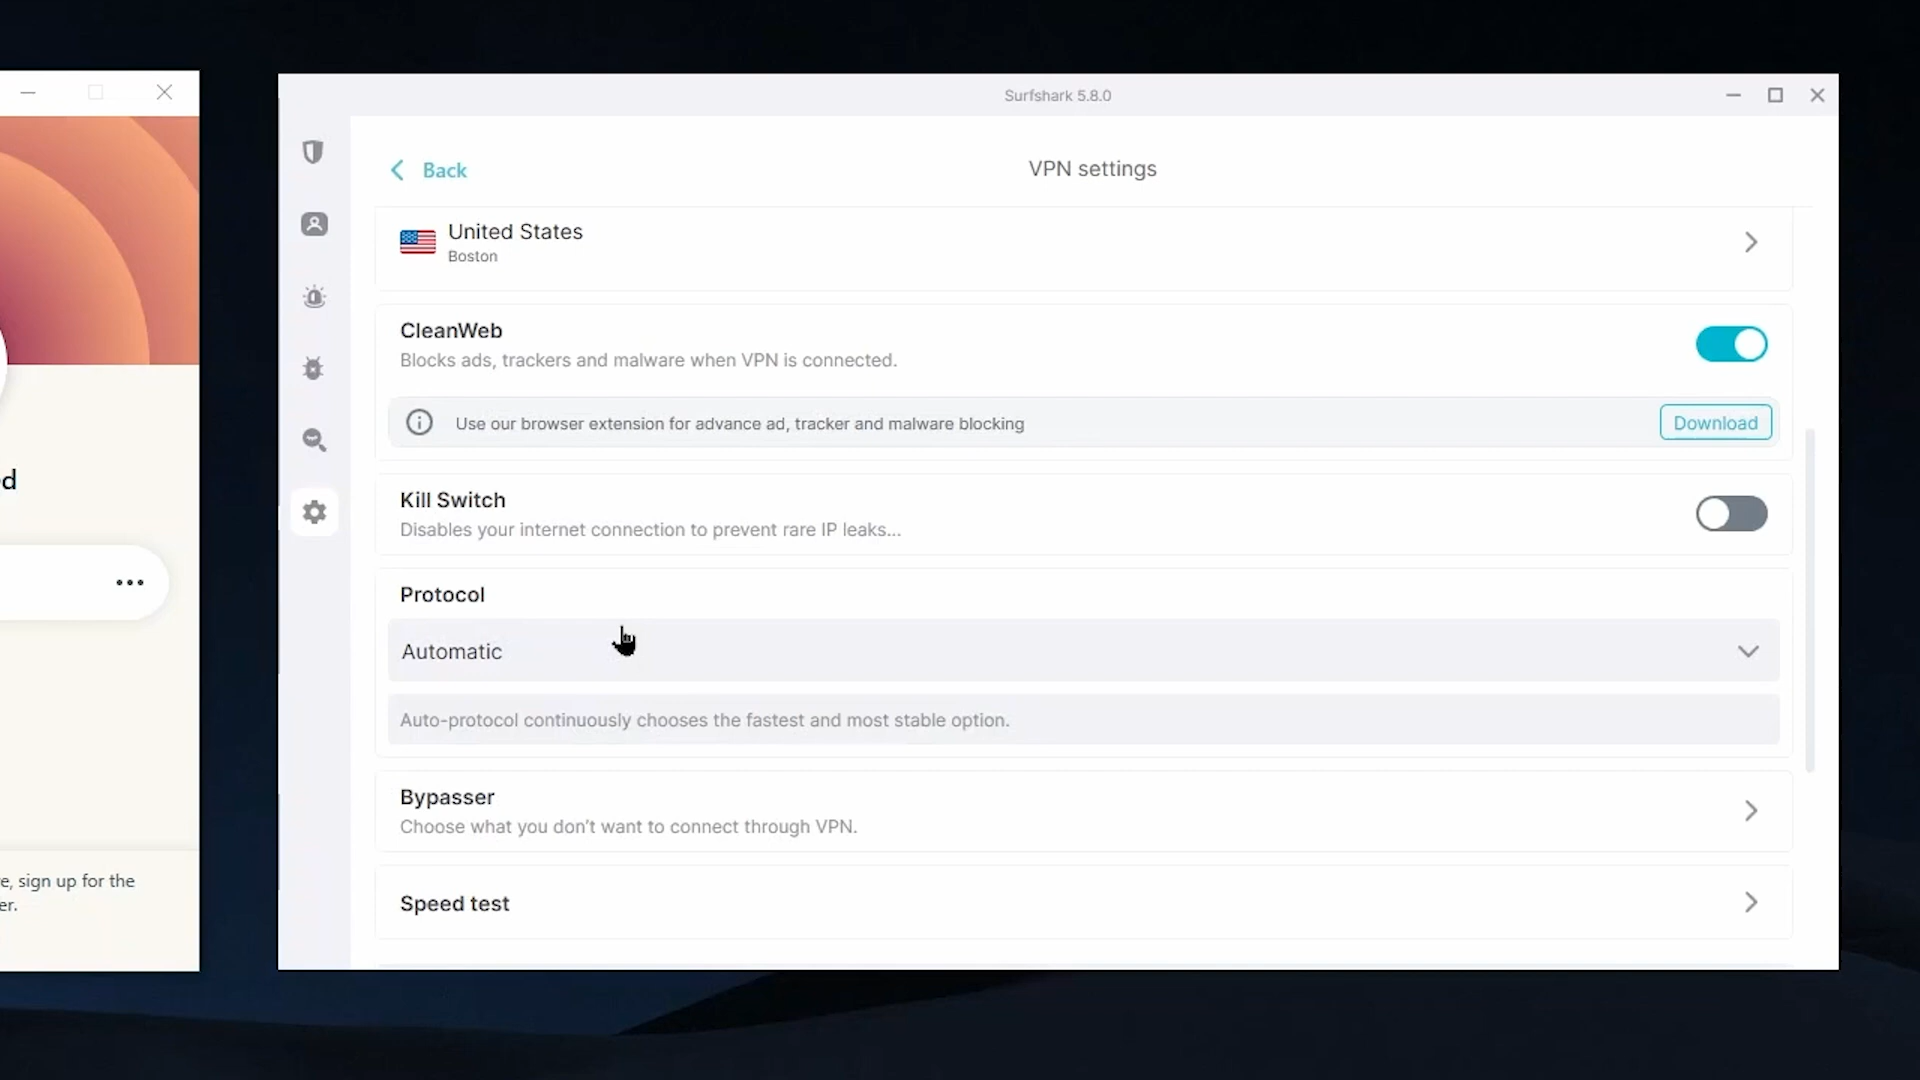 Surfshark 5.8.0
Back
VPN settings
United States
Boston
CleanWeb
Blocks ads, trackers and malware when VPN is connected.
Use our browser extension for advance ad, tracker and malware blocking
Download
Kill Switch
Disables your internet connection to prevent rare IP leaks...
Protocol
Automatic
Auto-protocol continuously chooses the fastest and most stable option.
Bypasser
Choose what you don't want to connect through VPN.
Speed test
d
e, sign up for the
er.